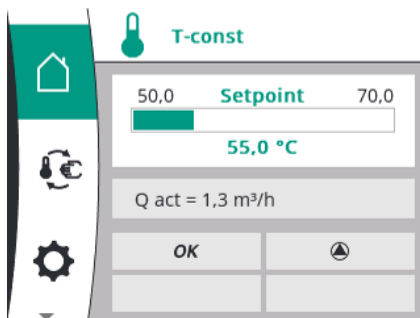 T-const
50,0 Setpoint 70,0
55,0 °C
Q act = 1,3 m³/h
OK